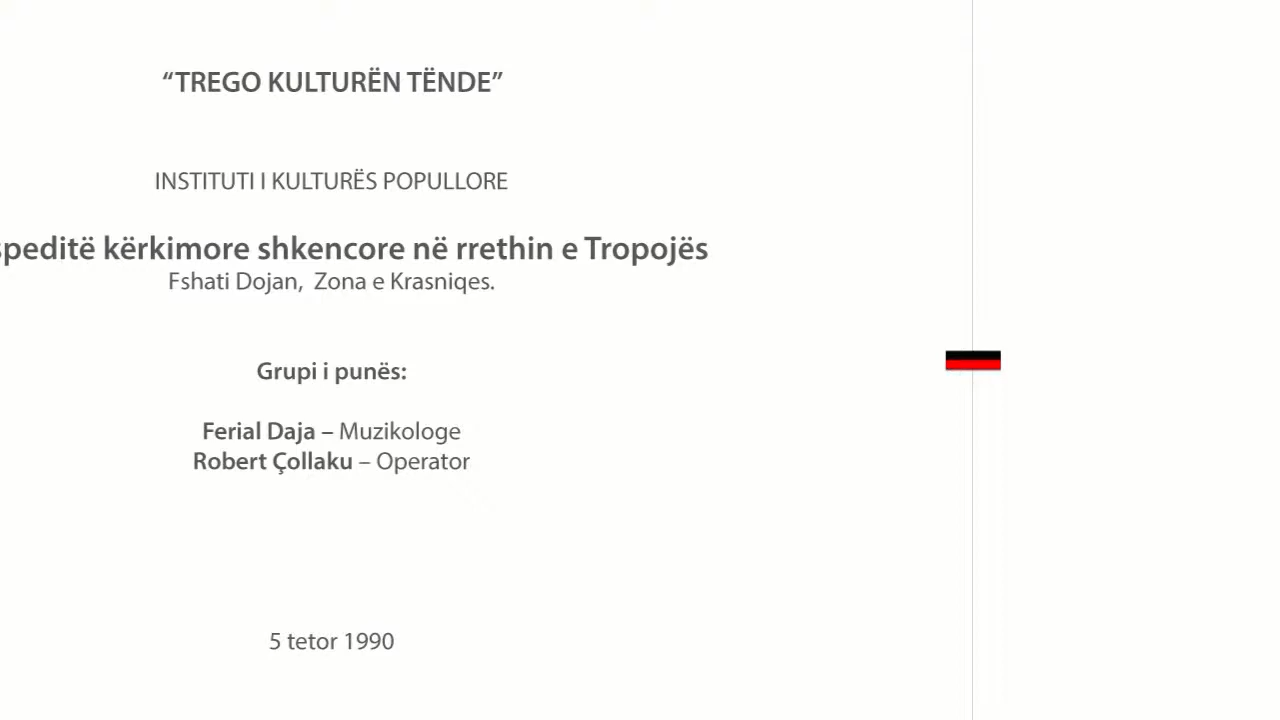 “TREGO KULTURËN TËNDE”
INSTITUTI I KULTURËS POPULLORE
kërkimore shkencore në rrethin e Tropojës
Fshati Dojan, Zona e Krasniqes.
Grupi i punës:
Ferial Daja – Muzikologe
Robert Çollaku – Operator
5 tetor 1990